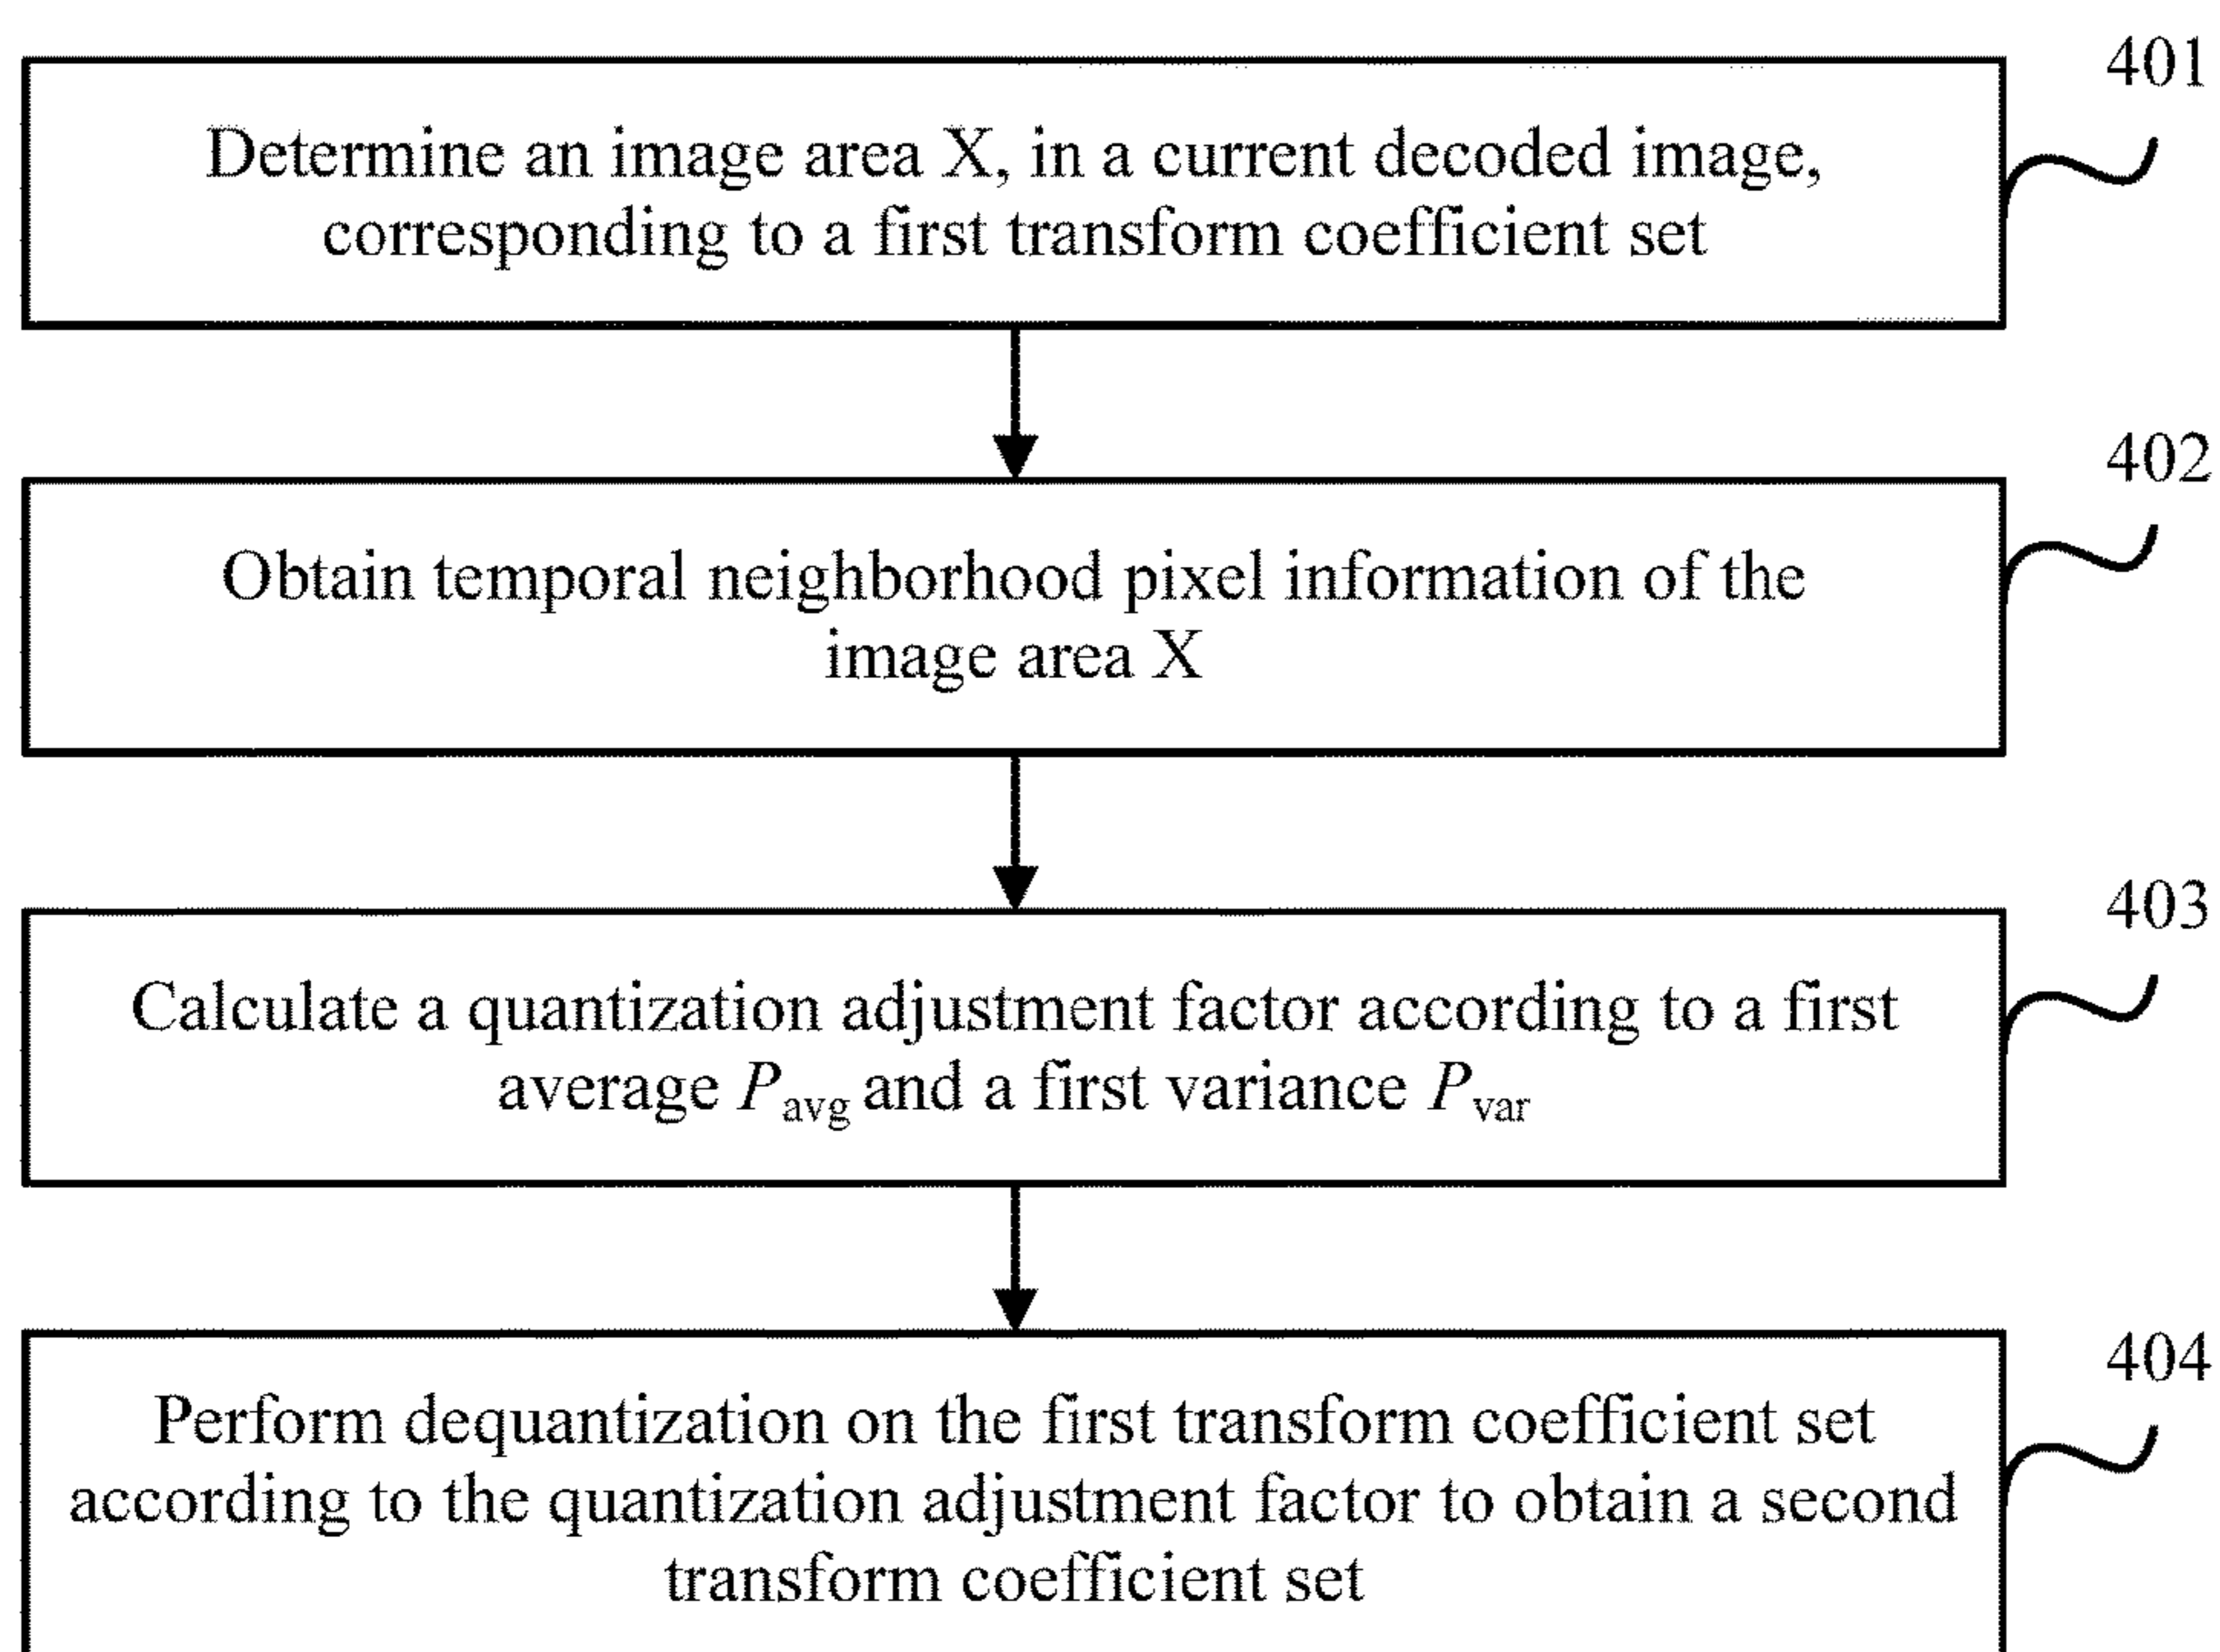 401
Determine an image area X, in a current decoded image,
corresponding to a first transform coefficient set
402
Obtain temporal neighborhood pixel information of the
image area X
403
Calculate a quantization adjustment factor according to a first
average Pavg and a first variance Pvar
404
Perform dequantization on the first transform coefficient set
according to the quantization adjustment factor to obtain a second
transform coefficient set